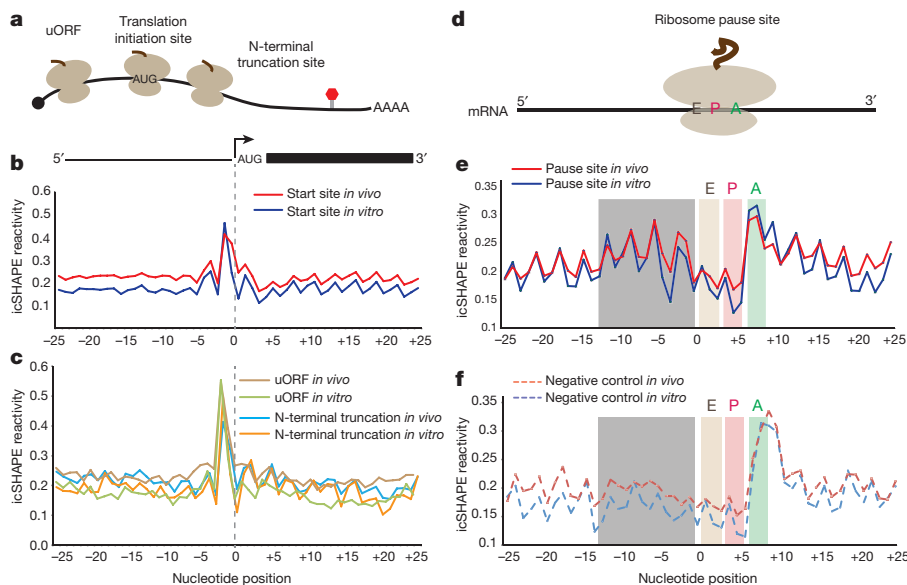 a
uORF
Translation
initiation site
N-terminal
truncation site
AUG
AAAA
b
5′
AUG
3′
0.6
0.4
0.3
0.2
0.1
icSHAPE reactivity
Start site in vivo
Start site in vitro
−25 −20 −15 −10 −5 0 +5 +10 +15 +20 +25
c
0.6
0.5
0.4
0.3
0.2
0.1
0.0
icSHAPE reactivity
uORF in vivo
uORF in vitro
N-terminal truncation in vivo
N-terminal truncation in vitro
−25 −20 −15 −10 −5 0 +5 +10 +15 +20 +25
Nucleotide position
d
Ribosome pause site
mRNA
5′
E P A
3′
e
Pause site in vivo
Pause site in vitro
E P A
0.35
0.3
0.25
0.20
0.15
0.1
icSHAPE reactivity
−25 −20 −15 −10 −5 0 +5 +10 +15 +20 +25
f
Negative control in vivo
Negative control in vitro
E P A
0.35
0.3
0.25
0.20
0.15
0.1
icSHAPE reactivity
−25 −20 −15 −10 −5 0 +5 +10 +15 +20 +25
Nucleotide position